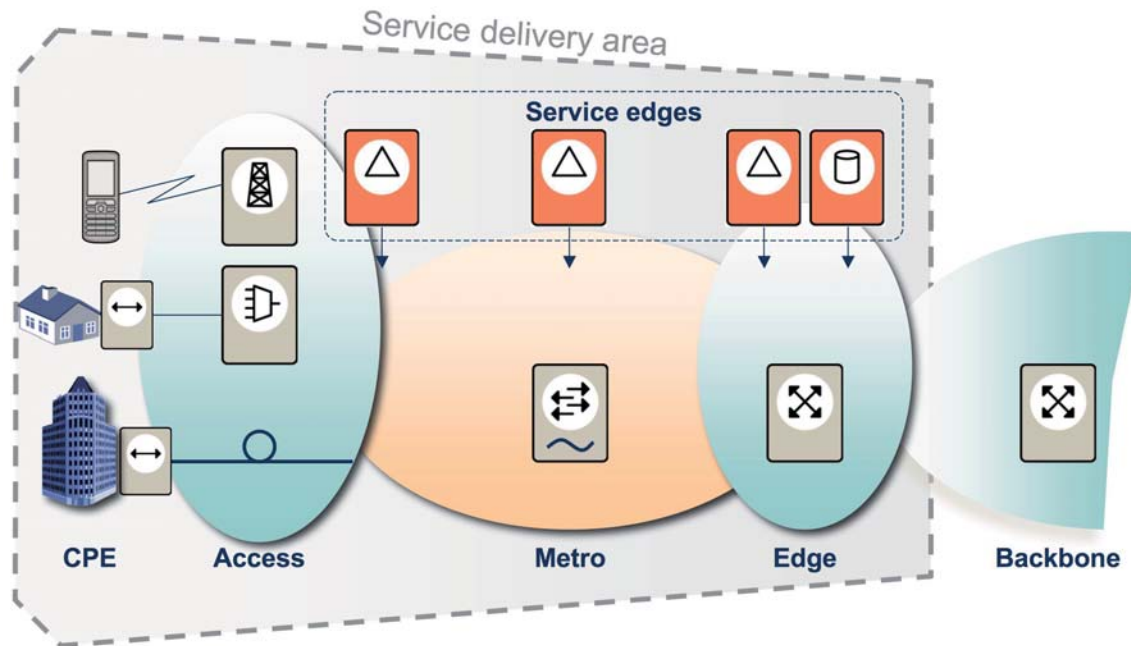 Service delivery area
Service edges
CPE
Access
Metro
Edge
Backbone